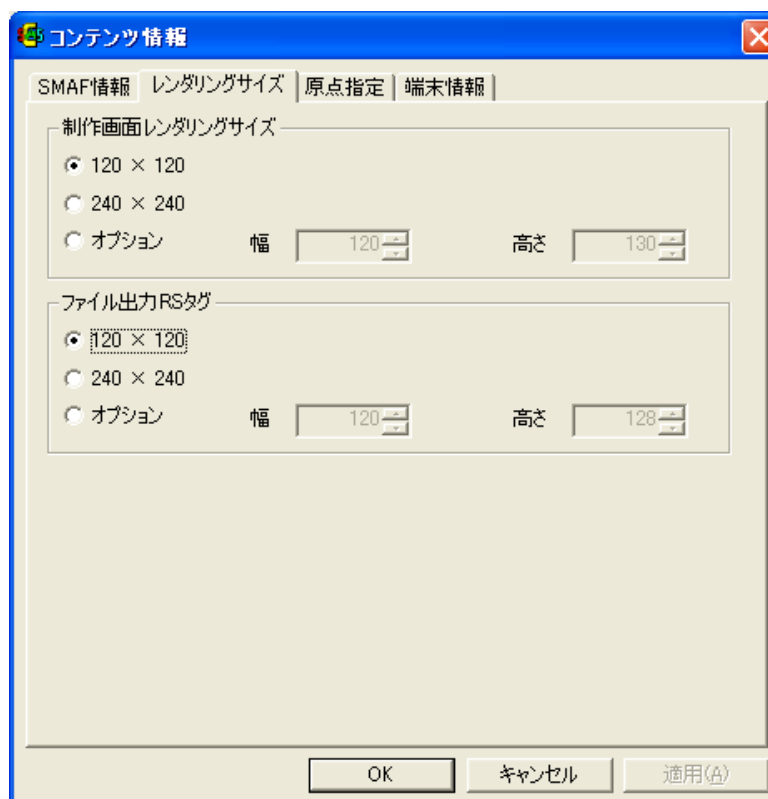 コンテンツ情報
SMAF情報 レンダリングサイズ 原点指定 端末情報
制作画面レンダリングサイズ
120 × 120
240 × 240
オプション 幅 120 高さ 130
ファイル出力RSタグ
120 × 120
240 × 240
オプション 幅 120 高さ 128
OK キャンセル 適用(A)